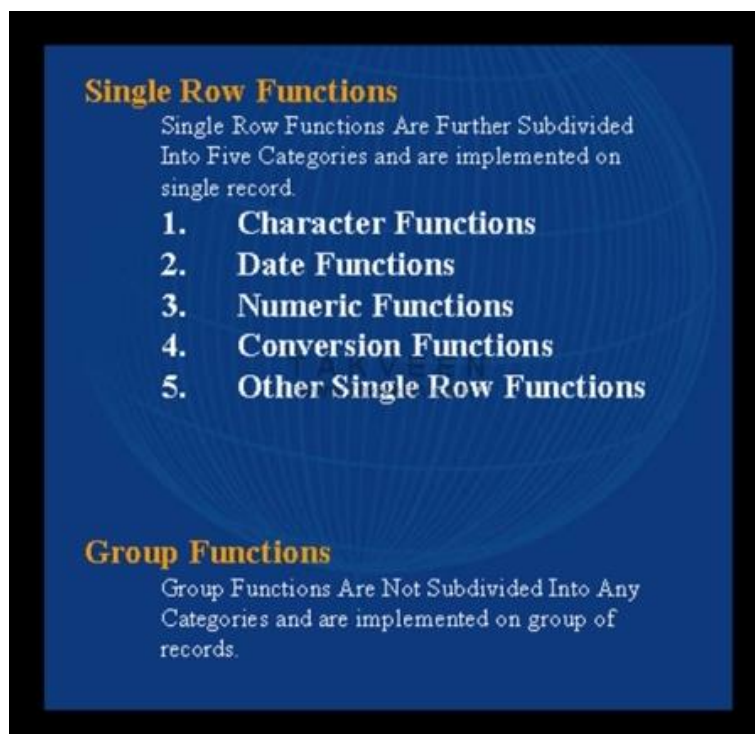 Single Row Functions
Single Row Functions Are Further Subdivided
Into Five Categories and are implemented on
single record.
1. Character Functions
2. Date Functions
3. Numeric Functions
4. Conversion Functions
5. Other Single Row Functions
Group Functions
Group Functions Are Not Subdivided Into Any
Categories and are implemented on group of
records.